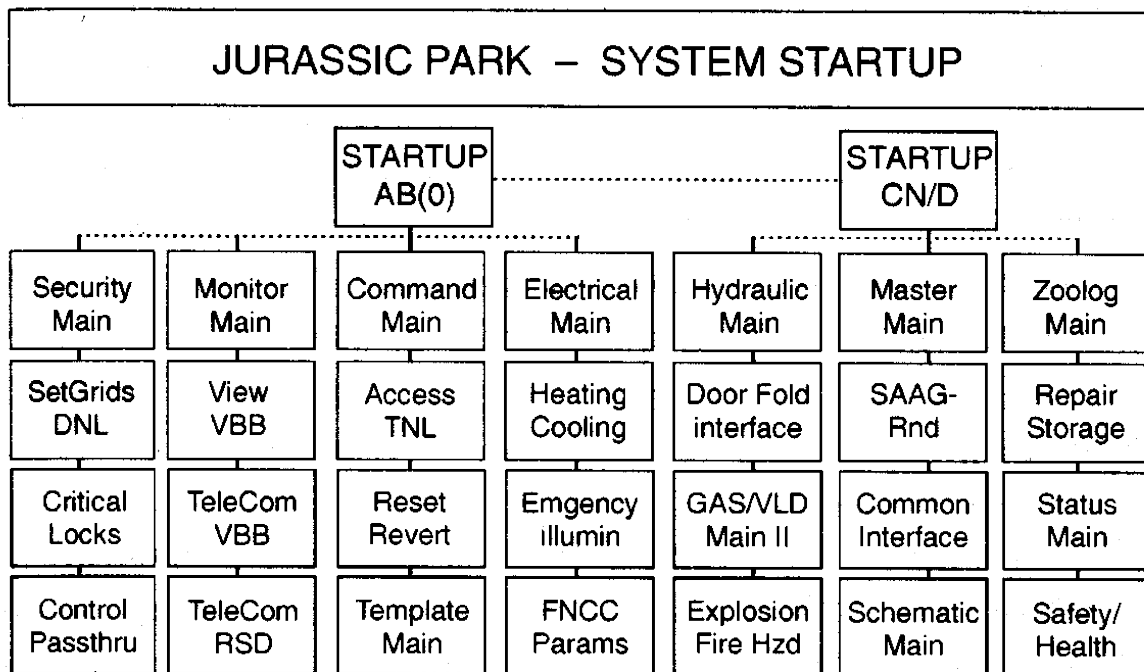 JURASSIC PARK – SYSTEM STARTUP
STARTUP
AB(0)
STARTUP
CN/D
Security
Main
Monitor
Main
Command
Main
Electrical
Main
Hydraulic
Main
Master
Main
Zoolog
Main
SetGrids
DNL
View
VBB
Access
TNL
Heating
Cooling
Door Fold
interface
SAAG-
Rnd
Repair
Storage
Critical
Locks
TeleCom
VBB
Reset
Revert
Emgency
illumin
GAS/VLD
Main II
Common
Interface
Status
Main
Control
Passthru
TeleCom
RSD
Template
Main
FNCC
Params
Explosion
Fire Hzd
Schematic
Main
Safety/
Health